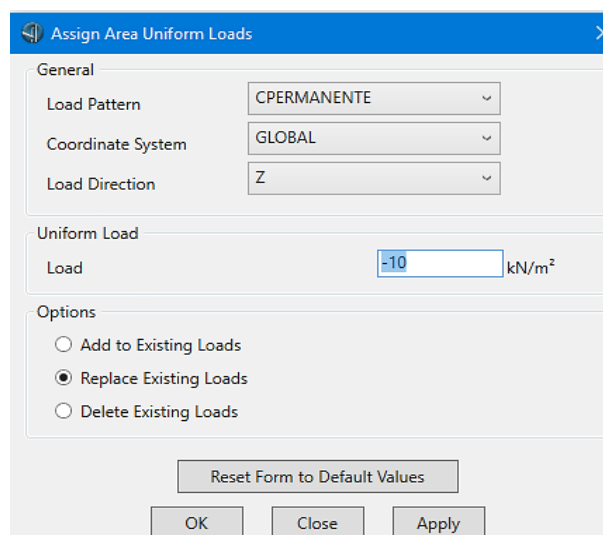 Assign Area Uniform Loads
General
Load Pattern CPERMANENTE
Coordinate System GLOBAL
Load Direction Z
Uniform Load
Load -10 kN/m²
Options
Add to Existing Loads
Replace Existing Loads
Delete Existing Loads
Reset Form to Default Values
OK Close Apply